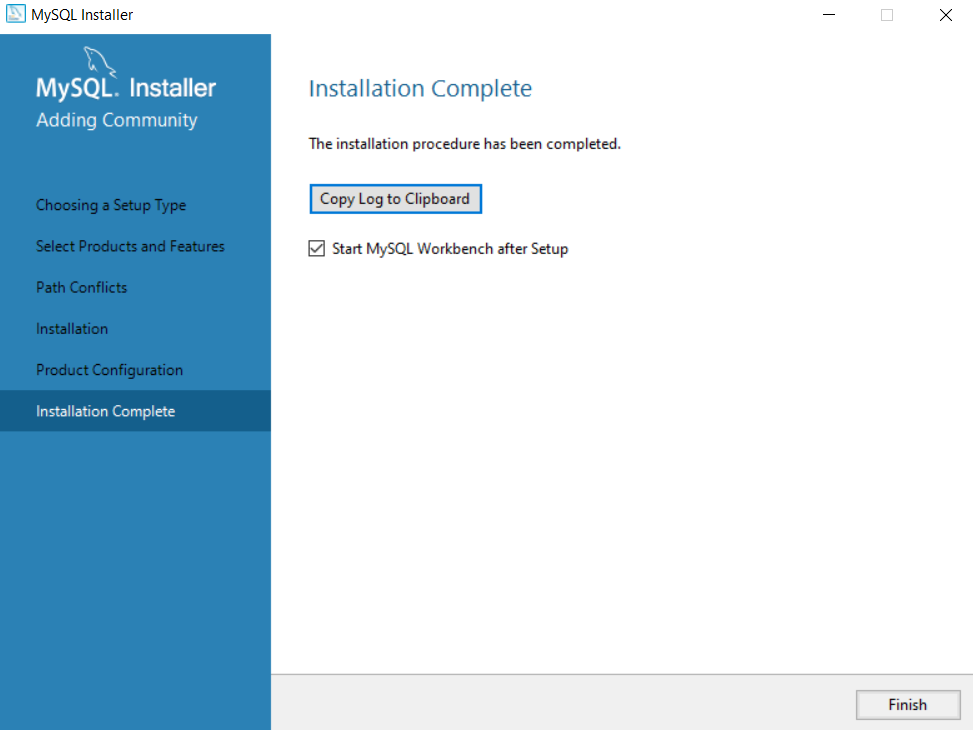 MySQL Installer
MySQL. Installer
Adding Community
Choosing a Setup Type
Select Products and Features
Path Conflicts
Installation
Product Configuration
Installation Complete
Installation Complete
The installation procedure has been completed.
Copy Log to Clipboard
Start MySQL Workbench after Setup
Finish